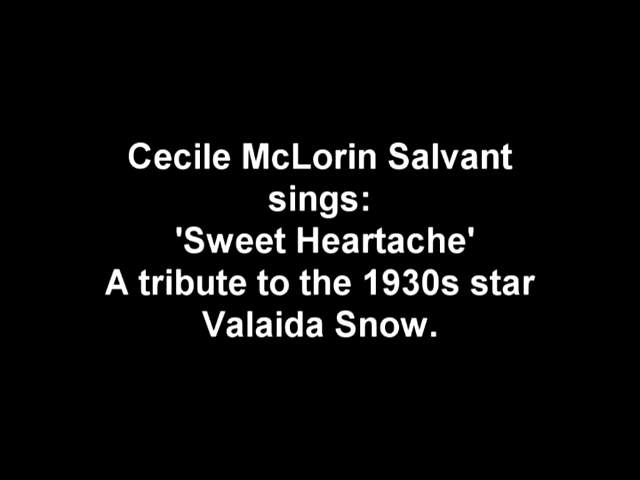 Cecile McLorin Salvant
sings:
'Sweet Heartache'
A tribute to the 1930s star
Valaida Snow.